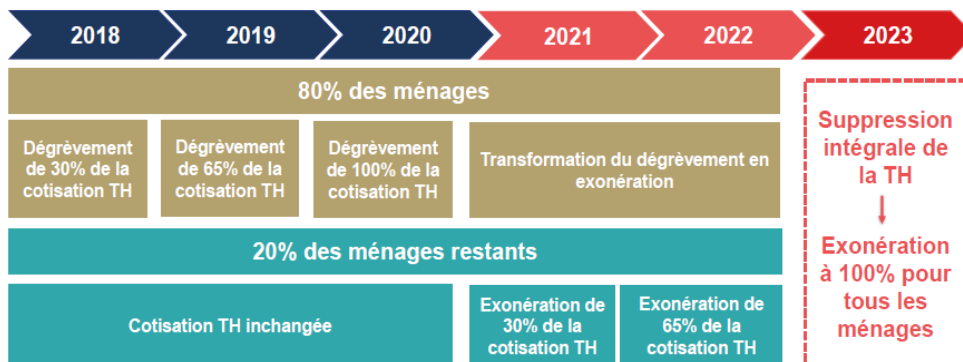 2018 2019 2020 2021 2022 2023
80% des ménages
Dégrèvement
de 30% de la
cotisation TH
Dégrèvement
de 65% de la
cotisation TH
Dégrèvement
de 100% de la
cotisation TH
Transformation du dégrèvement en
exonération
20% des ménages restants
Cotisation TH inchangée
Exonération de
30% de la
cotisation TH
Exonération de
65% de la
cotisation TH
Suppression
intégrale de
la TH
Exonération
à 100% pour
tous les
ménages